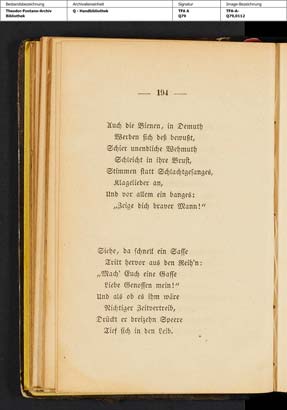 Bestandsbezeichnung
Archivalieneinheit
Signatur
Image-Bezeichnung
Theodor-Fontane-Archiv
Bibliothek
Q - Handbibliothek
TFA A
Q79
TFA-A-
Q79,0112
— 194 —
Auch die Bienen, in Demuth
Werden sich deß bewußt,
Schier unendliche Wehmuth
Schleicht in ihre Brust,
Stimmen statt Schlachtgesanges,
Klagelieder an,
Und vor allem ein banges:
„Zeige dich braver Mann!“
Siehe, da schnell ein Sasse
Tritt hervor aus den Reih'n:
„Mach' Euch eine Gasse
Liebe Genossen mein!“
Und als ob es ihm wäre
Nichtiger Zeitvertreib,
Drückt er dreizehn Speere
Tief sich in den Leib.